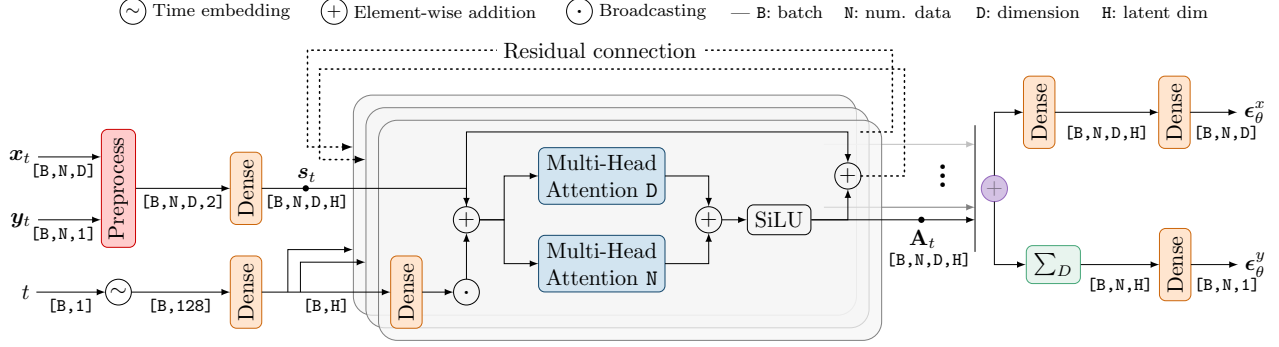 ∼ Time embedding + Element-wise addition · Broadcasting — B: batch N: num. data D: dimension H: latent dim
Residual connection
x_t
[B,N,D]
y_t
[B,N,1]
Preprocess
[B,N,D,2]
Dense
s_t
[B,N,D,H]
t
[B,1]
∼
[B,128]
Dense
[B,H]
Dense
·
+
Multi-Head
Attention D
Multi-Head
Attention N
+
SiLU
+
A_t
[B,N,D,H]
⋮
+
Dense
[B,N,D,H]
Dense
ϵ_θ^x
[B,N,D]
∑_D
[B,N,H]
Dense
ϵ_θ^y
[B,N,1]